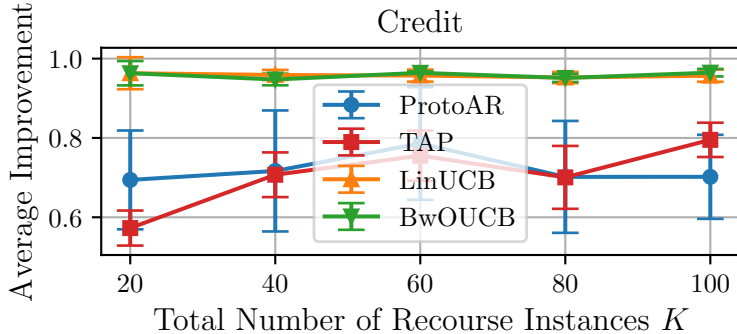 Credit
Average Improvement
1.0
0.8
0.6
ProtoAR
TAP
LinUCB
BwOUCB
20
40
60
80
100
Total Number of Recourse Instances K